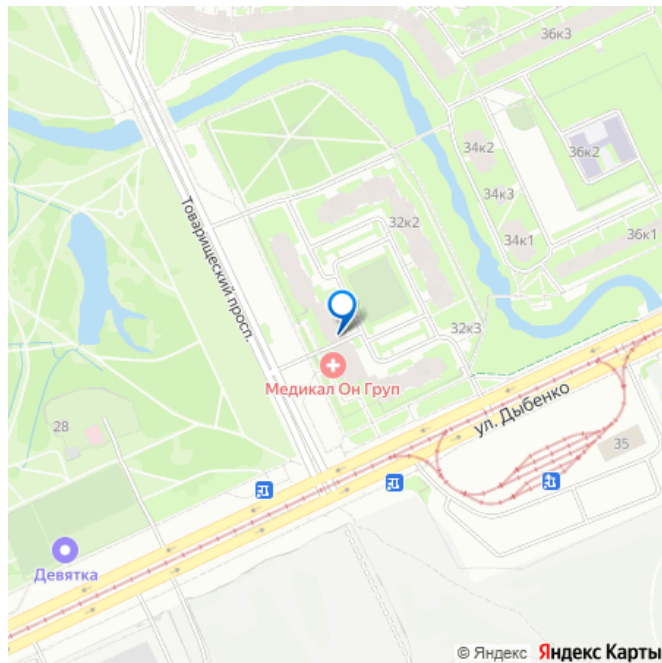 36к3
34к2
36к2
34к3
Товарищеский просп.
32к2
34к1
36к1
32к3
Медикал Он Груп
ул. Дыбенко
28
35
Девятка
© Яндекс Яндекс Карты